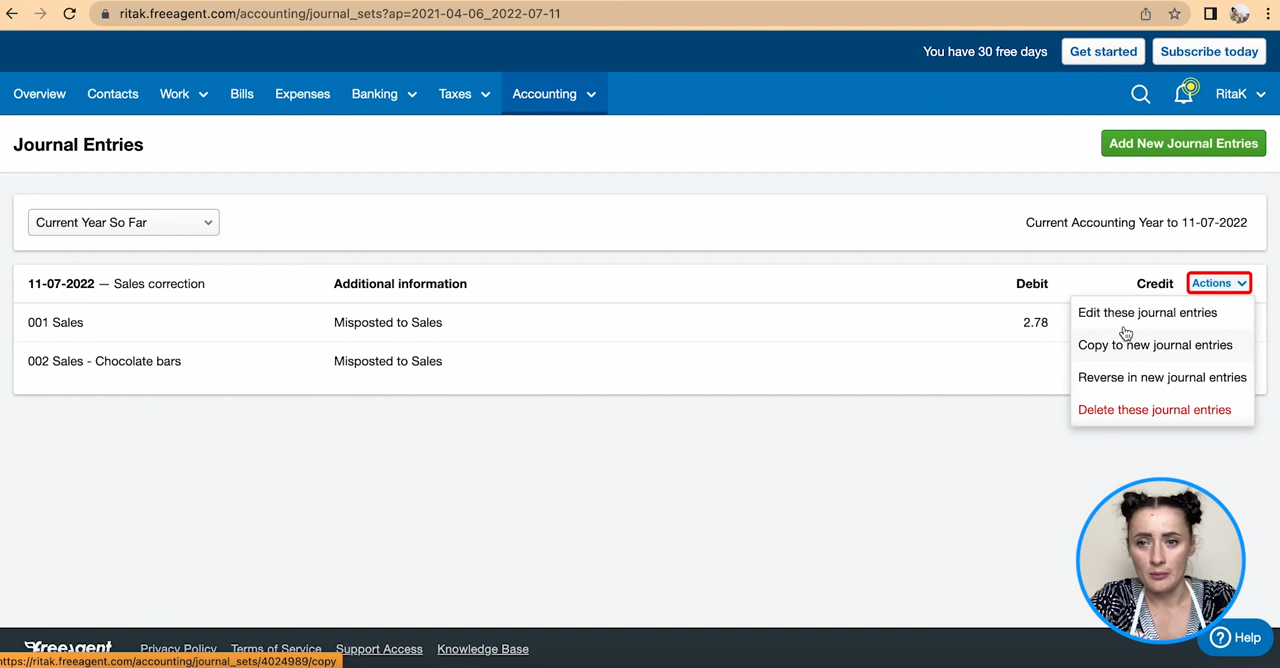 ritak.freeagent.com/accounting/journal_sets?ap=2021-04-06_2022-07-11
You have 30 free days
Get started
Subscribe today
Overview
Contacts
Work
Bills
Expenses
Banking
Taxes
Accounting
RitaK
Journal Entries
Add New Journal Entries
Current Year So Far
Current Accounting Year to 11-07-2022
11-07-2022 — Sales correction
Additional information
Debit
Credit
Actions
001 Sales
Misposted to Sales
2.78
002 Sales - Chocolate bars
Misposted to Sales
Edit these journal entries
Copy to new journal entries
Reverse in new journal entries
Delete these journal entries
freeagent
Privacy Policy
Terms of Service
Support Access
Knowledge Base
Help
https://ritak.freeagent.com/accounting/journal_sets/4024989/copy